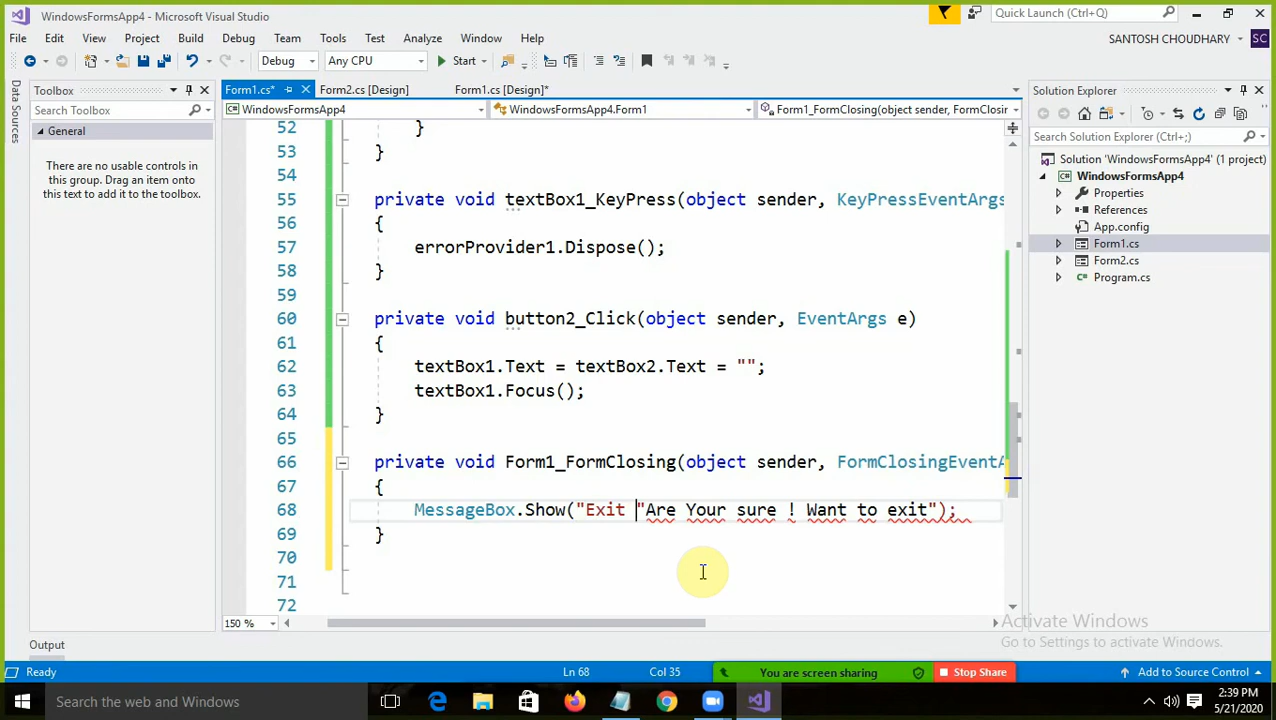 WindowsFormsApp4 - Microsoft Visual Studio
Quick Launch (Ctrl+Q)
File Edit View Project Build Debug Team Tools Test Analyze Window Help
SANTOSH CHOUDHARY SC
Debug Any CPU Start
Data Sources
Toolbox
Search Toolbox
General
There are no usable controls in
this group. Drag an item onto
this text to add it to the toolbox.
Form1.cs* Form2.cs [Design] Form1.cs [Design]*
WindowsFormsApp4 WindowsFormsApp4.Form1 Form1_FormClosing(object sender, FormClosin
52 }
53 }
54
55 private void textBox1_KeyPress(object sender, KeyPressEventArgs
56 {
57 errorProvider1.Dispose();
58 }
59
60 private void button2_Click(object sender, EventArgs e)
61 {
62 textBox1.Text = textBox2.Text = "";
63 textBox1.Focus();
64 }
65
66 private void Form1_FormClosing(object sender, FormClosingEventA
67 {
68 MessageBox.Show("Exit "Are Your sure ! Want to exit");
69 }
70
71
72
150 %
Solution Explorer
Search Solution Explorer (Ctrl+;)
Solution 'WindowsFormsApp4' (1 project)
WindowsFormsApp4
Properties
References
App.config
Form1.cs
Form2.cs
Program.cs
Activate Windows
Go to Settings to activate Windows.
Output
Ready Ln 68 Col 35 You are screen sharing Stop Share Add to Source Control
Search the web and Windows
2:39 PM
5/21/2020